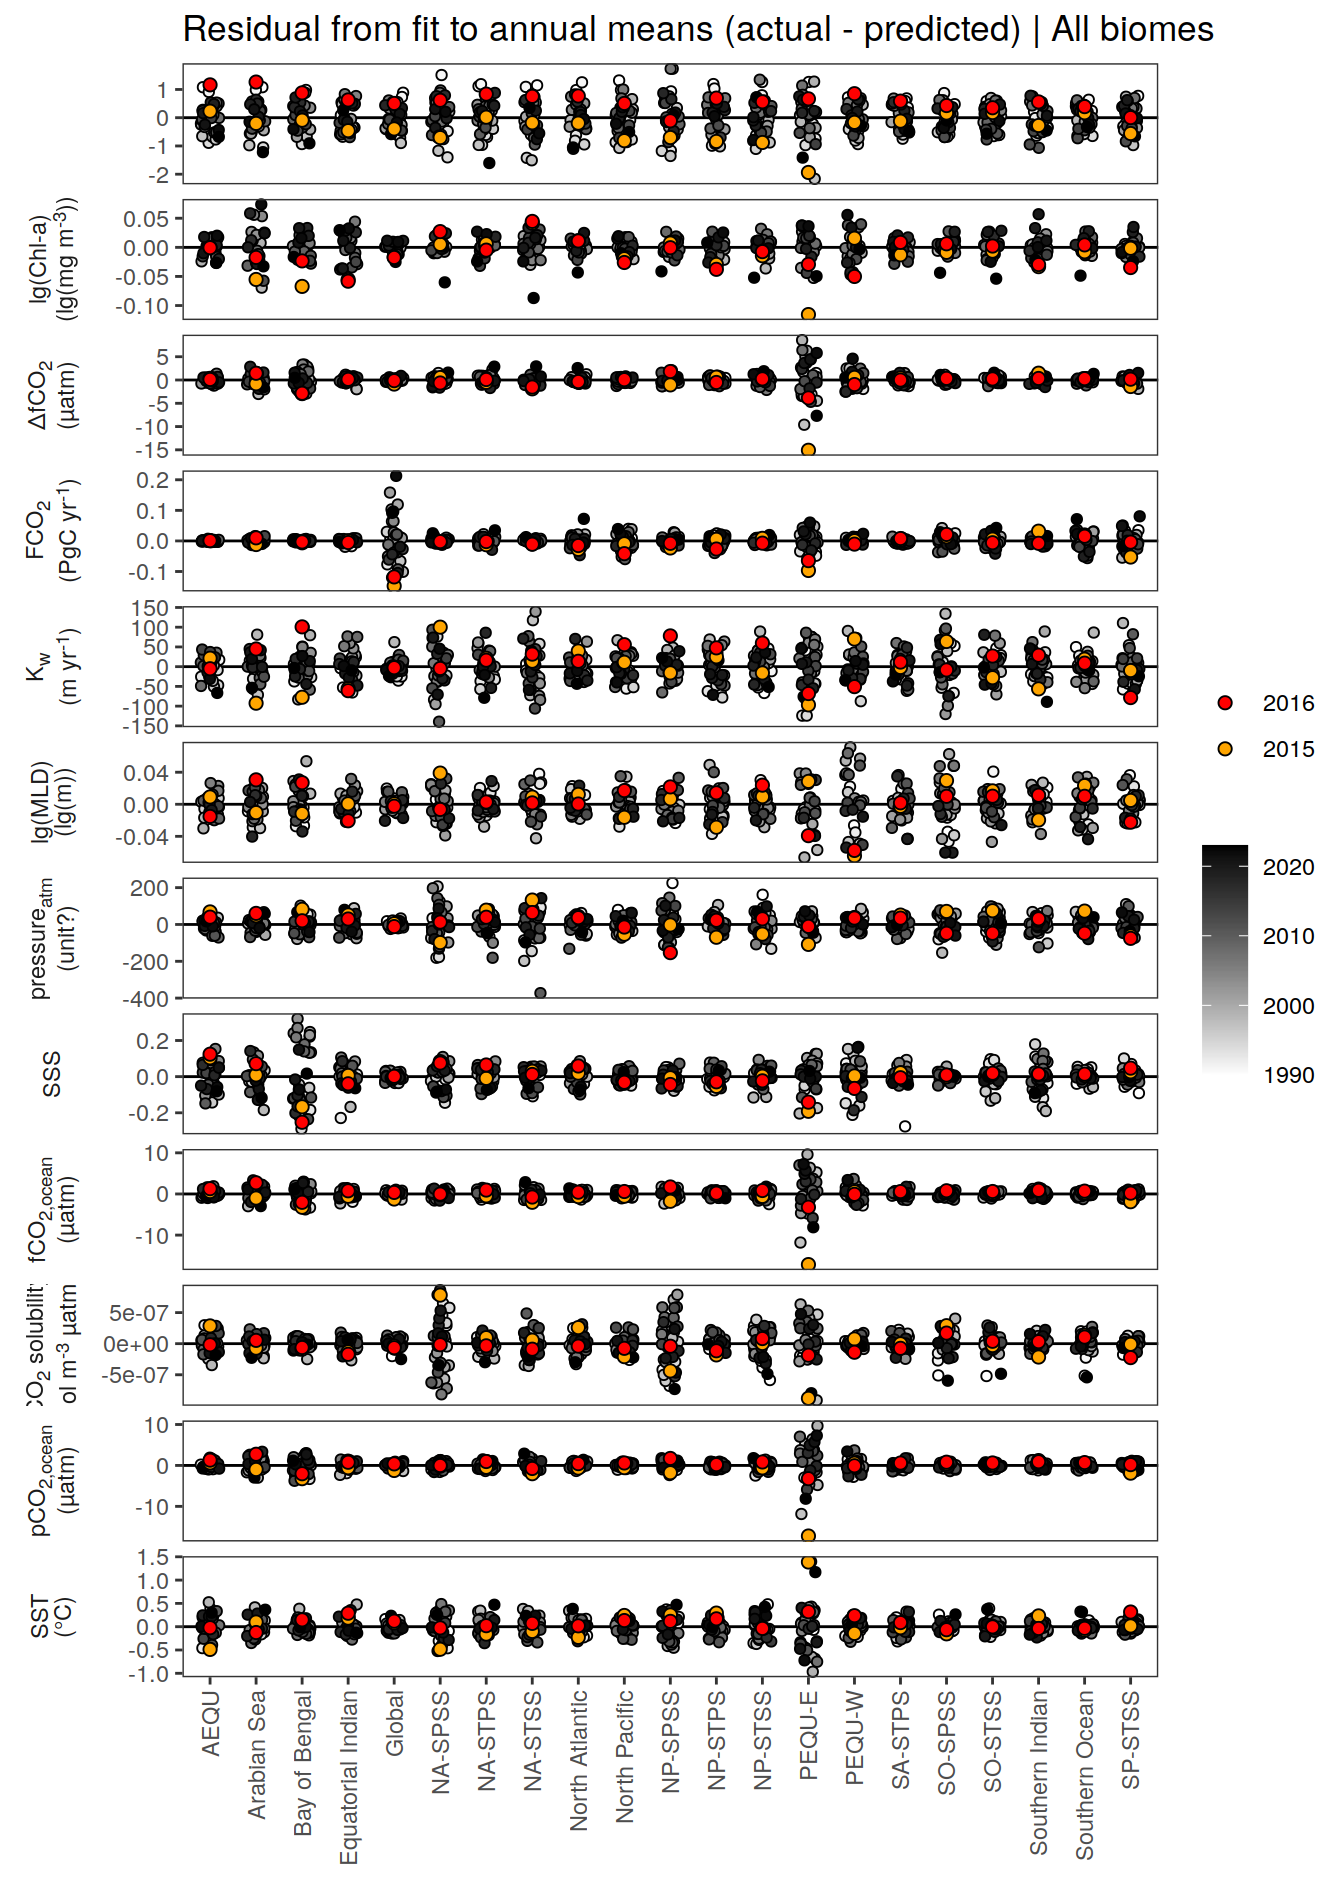 Residual from fit to annual means (actual - predicted) | All biomes
1
0
-1
-2
lg(Chl-a)
(lg(mg m⁻³))
0.05
0.00
-0.05
-0.10
ΔfCO₂
(µatm)
5
0
-5
-10
-15
FCO₂
(PgC yr⁻¹)
0.2
0.1
0.0
-0.1
K_w
(m yr⁻¹)
150
100
50
0
-50
-100
-150
lg(MLD)
(lg(m))
0.04
0.00
-0.04
pressure_atm
(unit?)
200
0
-200
-400
SSS
0.2
0.0
-0.2
fCO₂,ocean
(µatm)
10
0
-10
CO₂ solubility
ol m⁻³ µatm
5e-07
0e+00
-5e-07
pCO₂,ocean
(µatm)
10
0
-10
SST
(°C)
1.5
1.0
0.5
0.0
-0.5
-1.0
AEQU
Arabian Sea
Bay of Bengal
Equatorial Indian
Global
NA-SPSS
NA-STPS
NA-STSS
North Atlantic
North Pacific
NP-SPSS
NP-STPS
NP-STSS
PEQU-E
PEQU-W
SA-STPS
SO-SPSS
SO-STSS
Southern Indian
Southern Ocean
SP-STSS
2016
2015
2020
2010
2000
1990